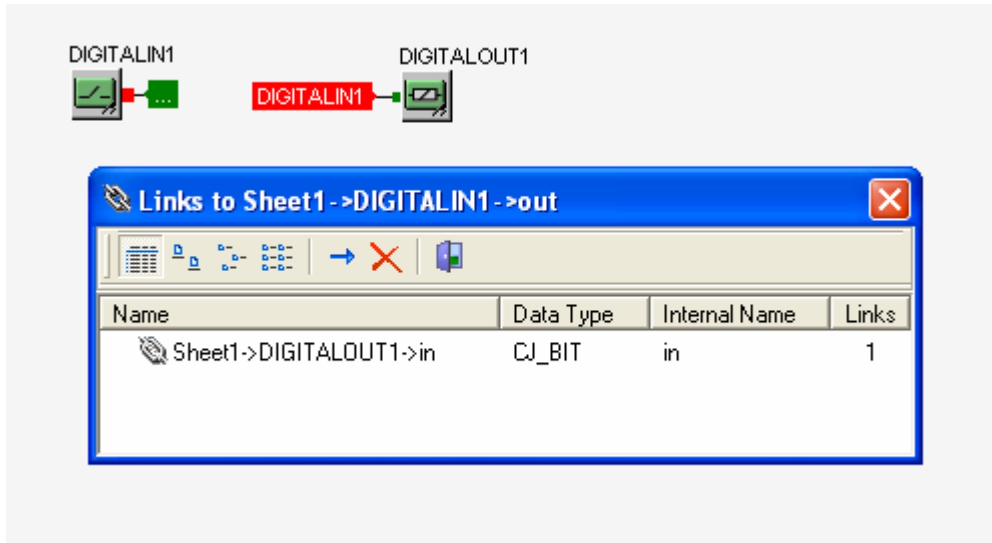 DIGITALIN1 DIGITALOUT1
... DIGITALIN1
Links to Sheet1->DIGITALIN1->out
Name Data Type Internal Name Links
Sheet1->DIGITALOUT1->in CJ_BIT in 1